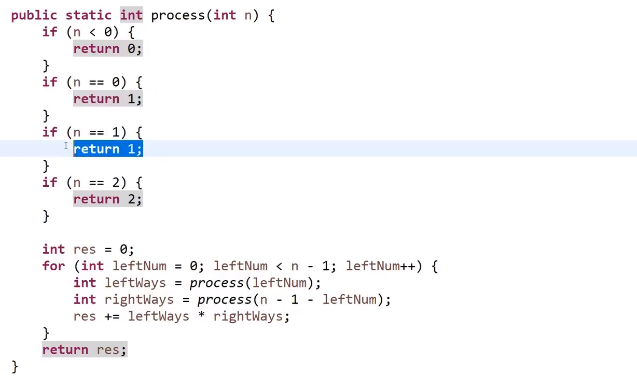 public static int process(int n) {
    if (n < 0) {
        return 0;
    }
    if (n == 0) {
        return 1;
    }
    if (n == 1) {
        return 1;
    }
    if (n == 2) {
        return 2;
    }

    int res = 0;
    for (int leftNum = 0; leftNum < n - 1; leftNum++) {
        int leftWays = process(leftNum);
        int rightWays = process(n - 1 - leftNum);
        res += leftWays * rightWays;
    }
    return res;
}